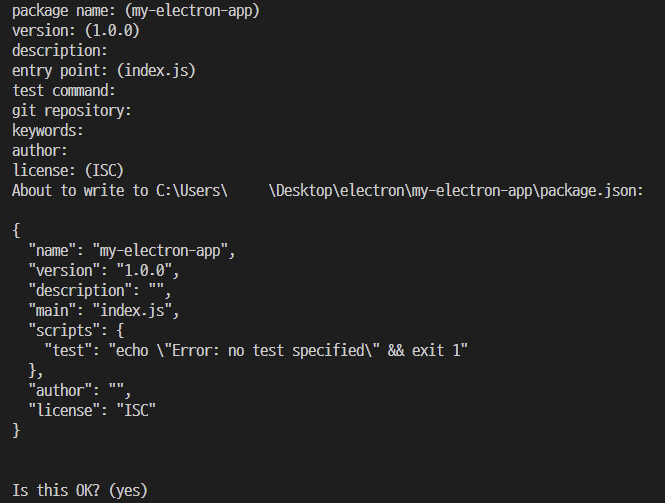 package name: (my-electron-app)
version: (1.0.0)
description:
entry point: (index.js)
test command:
git repository:
keywords:
author:
license: (ISC)
About to write to C:\Users\     \Desktop\electron\my-electron-app\package.json:

{
  "name": "my-electron-app",
  "version": "1.0.0",
  "description": "",
  "main": "index.js",
  "scripts": {
    "test": "echo \"Error: no test specified\" && exit 1"
  },
  "author": "",
  "license": "ISC"
}

Is this OK? (yes)